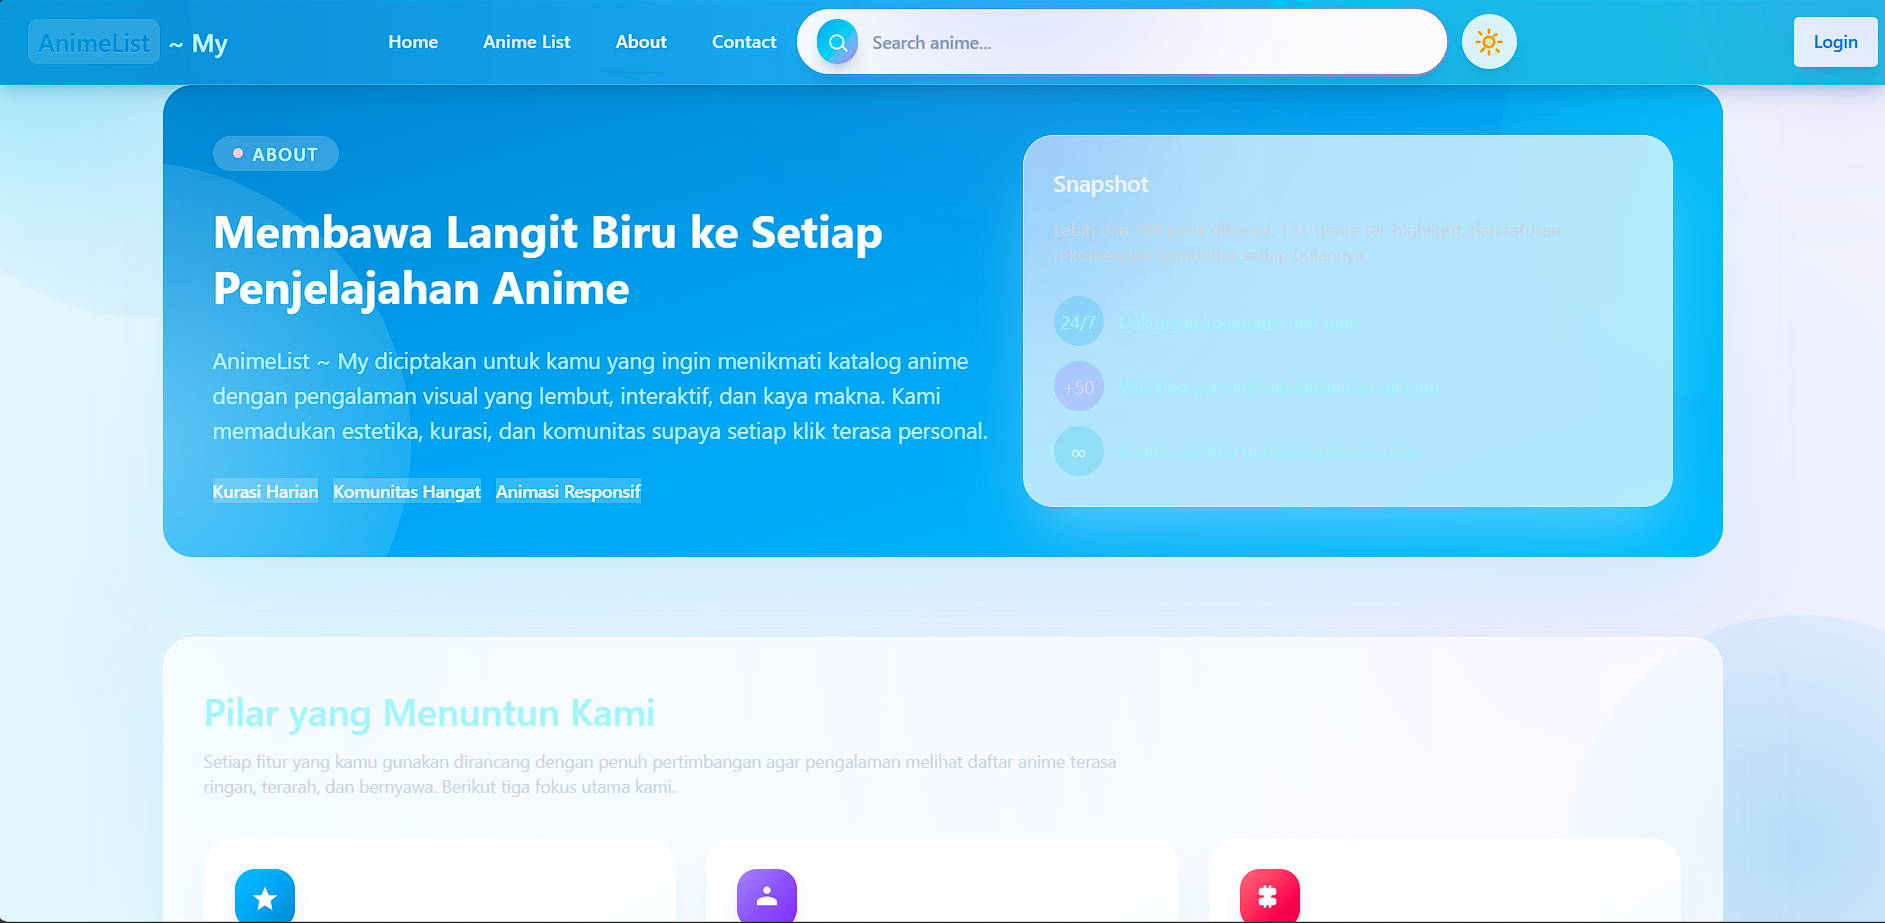 AnimeList ~ My
Home
Anime List
About
Contact
Search anime...
Login
ABOUT
Membawa Langit Biru ke Setiap
Penjelajahan Anime
AnimeList ~ My diciptakan untuk kamu yang ingin menikmati katalog anime
dengan pengalaman visual yang lembut, interaktif, dan kaya makna. Kami
memadukan estetika, kurasi, dan komunitas supaya setiap klik terasa personal.
Kurasi Harian
Komunitas Hangat
Animasi Responsif
Snapshot
Lebih dari judul dikurasi, 12+ genre ter-highlight, dan ratusan
rekomendasi komunitas setiap bulannya.
24/7
Dukungan komunitas real-time
+50
Watchlist personal
∞
Pilar yang Menuntun Kami
Setiap fitur yang kamu gunakan dirancang dengan penuh pertimbangan agar pengalaman melihat daftar anime terasa
ringan, terarah, dan bernyawa. Berikut tiga fokus utama kami.